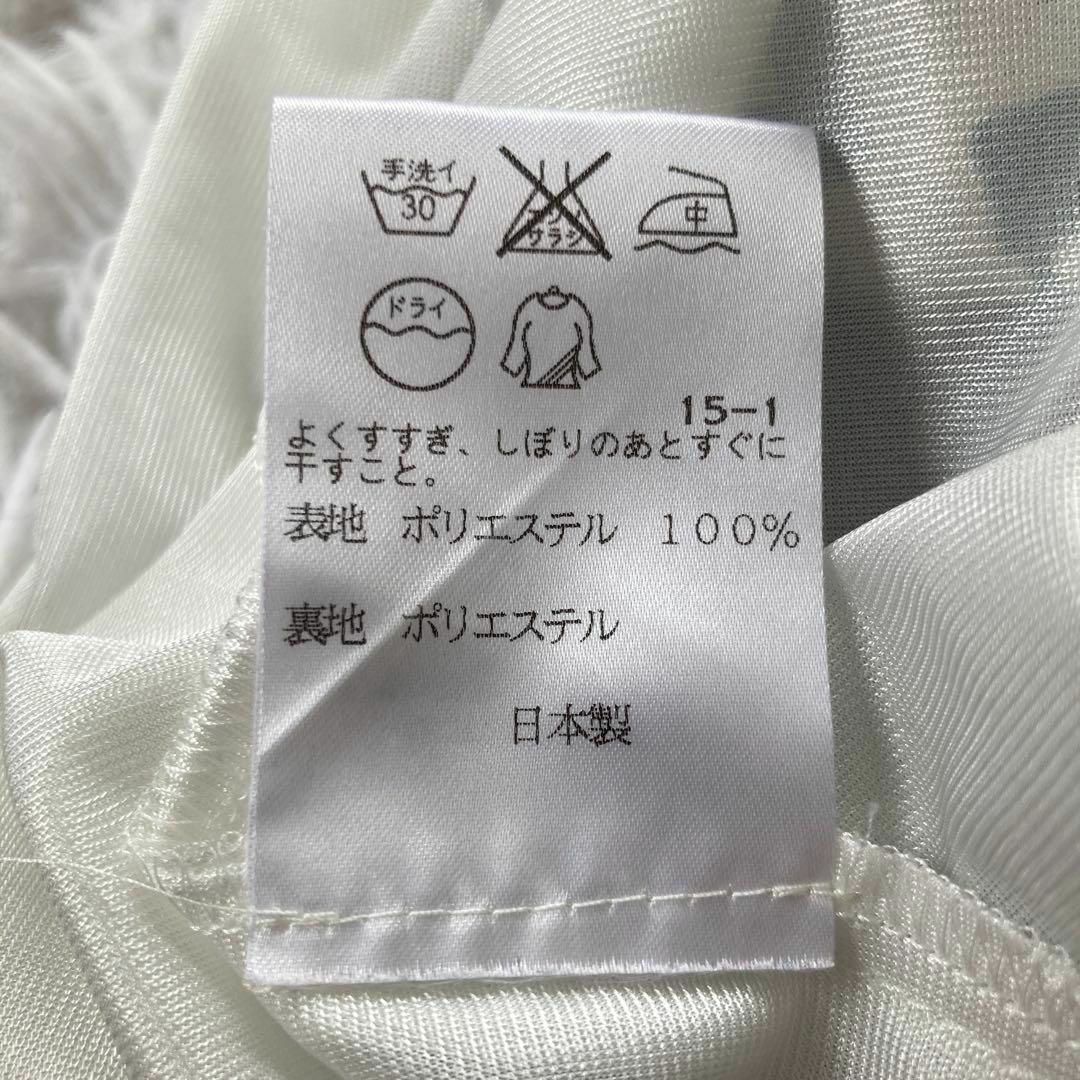 手洗イ
30
エンソ
サラシ
中
ドライ
15-1
よくすすぎ、しぼりのあとすぐに
干すこと。
表地 ポリエステル 100%
裏地 ポリエステル
日本製